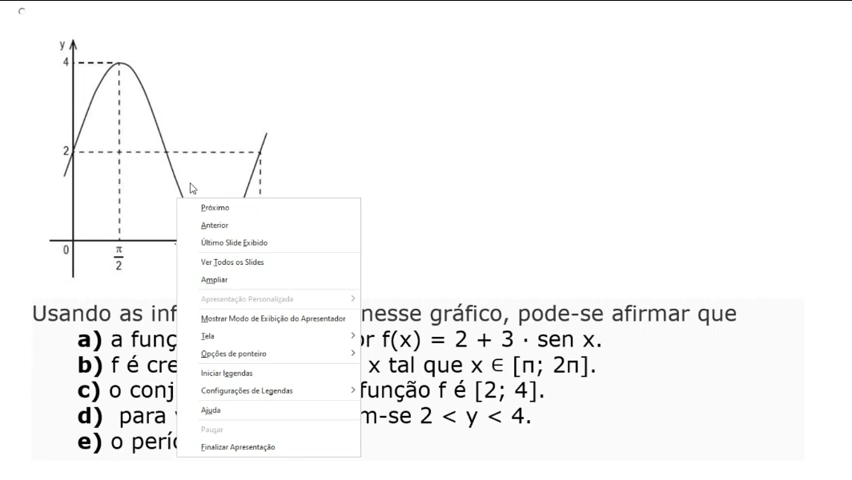 y
4
2
0
π
2
Próximo
Anterior
Último Slide Exibido
Ver Todos os Slides
Ampliar
Apresentação Personalizada
Mostrar Modo de Exibição do Apresentador
Tela
Opções de ponteiro
Iniciar legendas
Configurações de Legendas
Ajuda
Pausar
Finalizar Apresentação
Usando as inf nesse gráfico, pode-se afirmar que
a) a funç or f(x) = 2 + 3 · sen x.
b) f é cre x tal que x ∈ [π; 2π].
c) o conj função f é [2; 4].
d) para m-se 2 < y < 4.
e) o perío